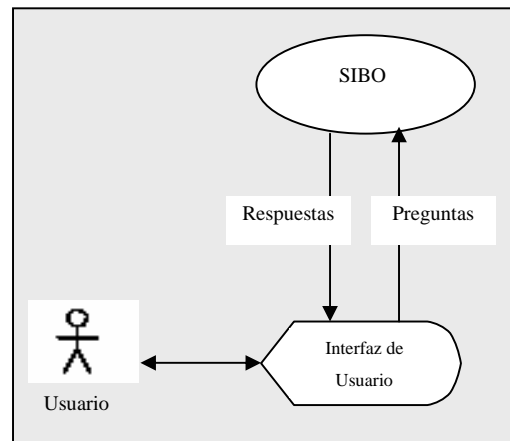 SIBO
Respuestas
Preguntas
Interfaz de
Usuario
Usuario